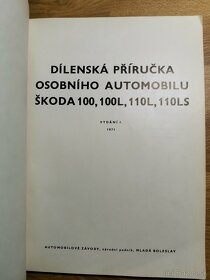 DÍLENSKÁ PŘÍRUČKA
OSOBNÍHO AUTOMOBILU
ŠKODA 100, 100L, 110L, 110LS
VYDÁNÍ I.
1971
AUTOMOBILOVÉ ZÁVODY, národní podnik, MLADÁ BOLESLAV